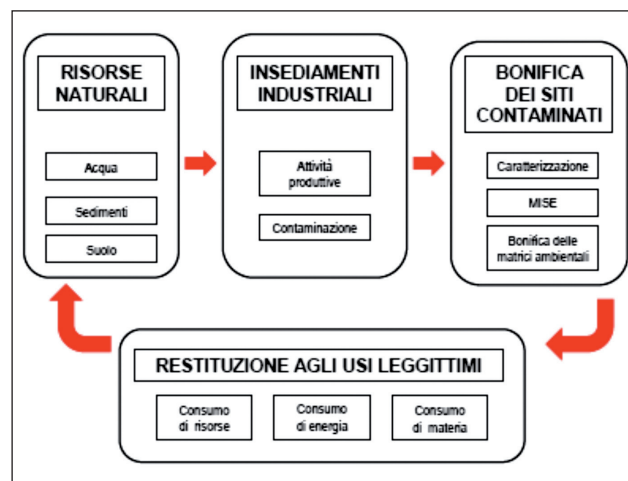 RISORSE
NATURALI
Acqua
Sedimenti
Suolo
INSEDIAMENTI
INDUSTRIALI
Attività
produttive
Contaminazione
BONIFICA
DEI SITI
CONTAMINATI
Caratterizzazione
MISE
Bonifica delle
matrici ambientali
RESTITUZIONE AGLI USI LEGGITTIMI
Consumo
di risorse
Consumo
di energia
Consumo
di materia